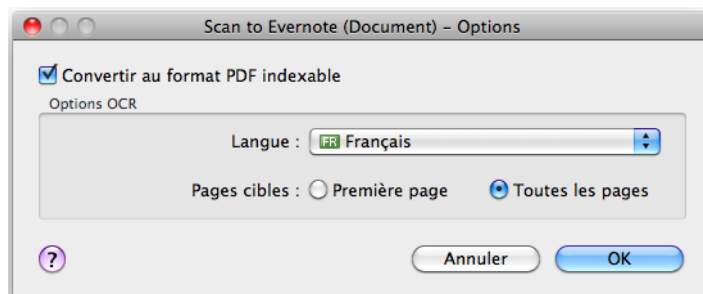 Scan to Evernote (Document) – Options
Convertir au format PDF indexable
Options OCR
Langue : FR Français
Pages cibles : Première page Toutes les pages
? Annuler OK